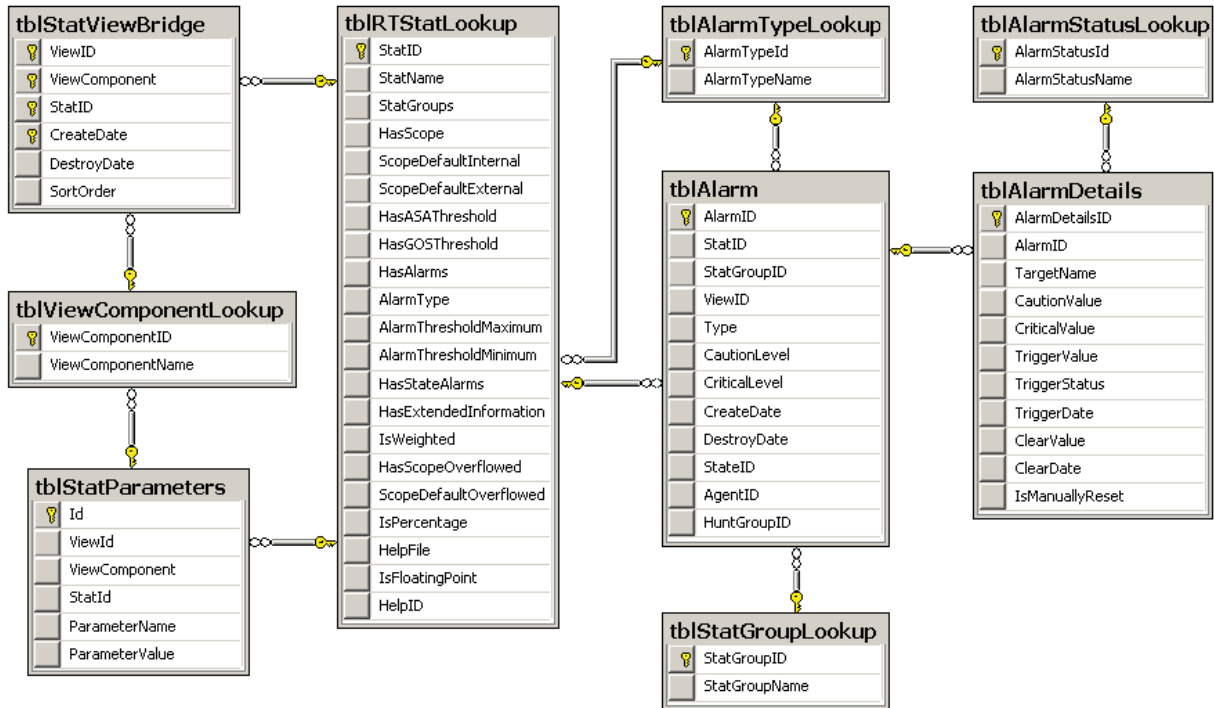 tblStatViewBridge
ViewID
ViewComponent
StatID
CreateDate
DestroyDate
SortOrder
tblViewComponentLookup
ViewComponentID
ViewComponentName
tblStatParameters
Id
ViewId
ViewComponent
StatId
ParameterName
ParameterValue
tblRTStatLookup
StatID
StatName
StatGroups
HasScope
ScopeDefaultInternal
ScopeDefaultExternal
HasASAThreshold
HasGOSThreshold
HasAlarms
AlarmType
AlarmThresholdMaximum
AlarmThresholdMinimum
HasStateAlarms
HasExtendedInformation
IsWeighted
HasScopeOverflowed
ScopeDefaultOverflowed
IsPercentage
HelpFile
IsFloatingPoint
HelpID
tblAlarmTypeLookup
AlarmTypeId
AlarmTypeName
tblAlarm
AlarmID
StatID
StatGroupID
ViewID
Type
CautionLevel
CriticalLevel
CreateDate
DestroyDate
StateID
AgentID
HuntGroupID
tblStatGroupLookup
StatGroupID
StatGroupName
tblAlarmStatusLookup
AlarmStatusId
AlarmStatusName
tblAlarmDetails
AlarmDetailsID
AlarmID
TargetName
CautionValue
CriticalValue
TriggerValue
TriggerStatus
TriggerDate
ClearValue
ClearDate
IsManuallyReset